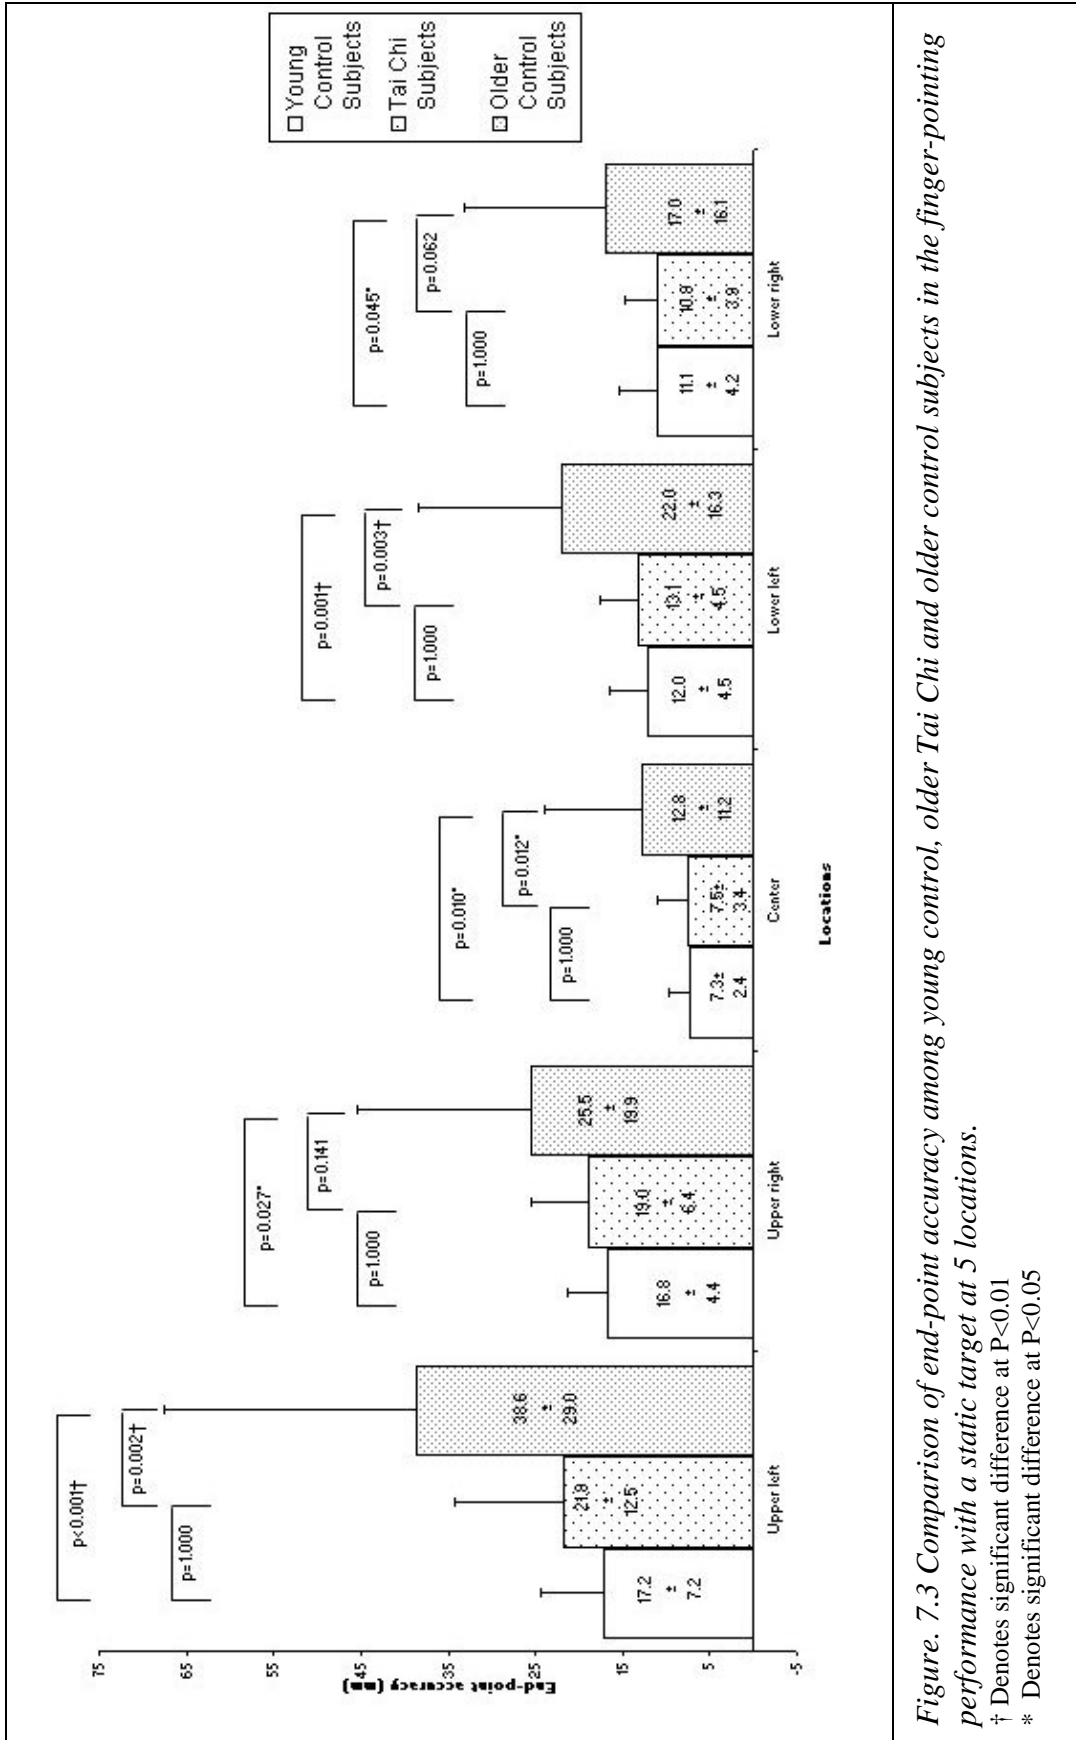 Young
Control
Subjects
Tai Chi
Subjects
Older
Control
Subjects
p<0.001†
p=0.002†
p=1.000
p=0.027*
p=0.141
p=1.000
p=0.010*
p=0.012*
p=1.000
p=0.001†
p=0.003†
p=1.000
p=0.045*
p=0.062
p=1.000
End-point accuracy (mm)
75
65
55
45
35
25
15
5
-5
17.2
±
7.2
21.9
±
12.5
38.6
±
29.0
16.8
±
4.4
19.0
±
6.4
25.5
±
19.9
7.3±
2.4
7.5±
3.4
12.8
±
11.2
12.0
±
4.5
13.1
±
4.5
22.0
±
16.3
11.1
±
4.2
10.9
±
3.9
17.0
±
16.1
Upper left
Upper right
Center
Lower left
Lower right
Locations
Figure. 7.3 Comparison of end-point accuracy among young control, older Tai Chi and older control subjects in the finger-pointing
performance with a static target at 5 locations.
† Denotes significant difference at P<0.01
* Denotes significant difference at P<0.05